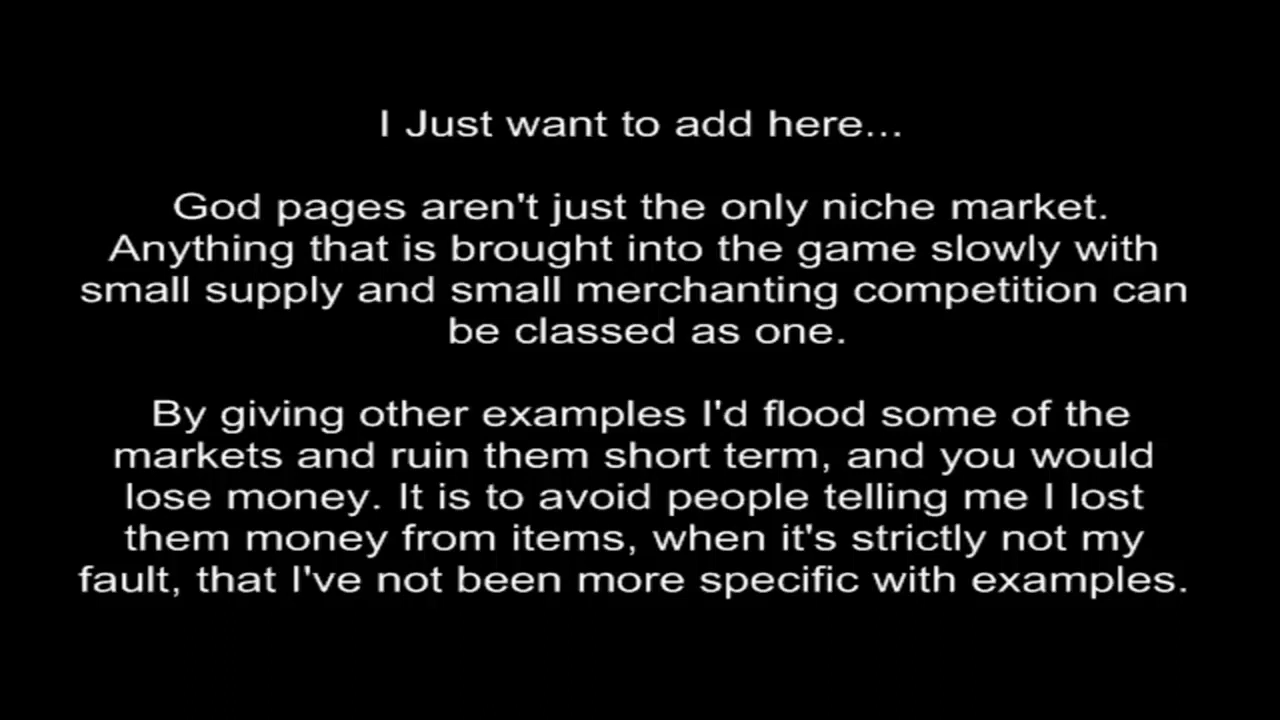 I Just want to add here...
God pages aren't just the only niche market.
Anything that is brought into the game slowly with
small supply and small merchanting competition can
be classed as one.
By giving other examples I'd flood some of the
markets and ruin them short term, and you would
lose money. It is to avoid people telling me I lost
them money from items, when it's strictly not my
fault, that I've not been more specific with examples.